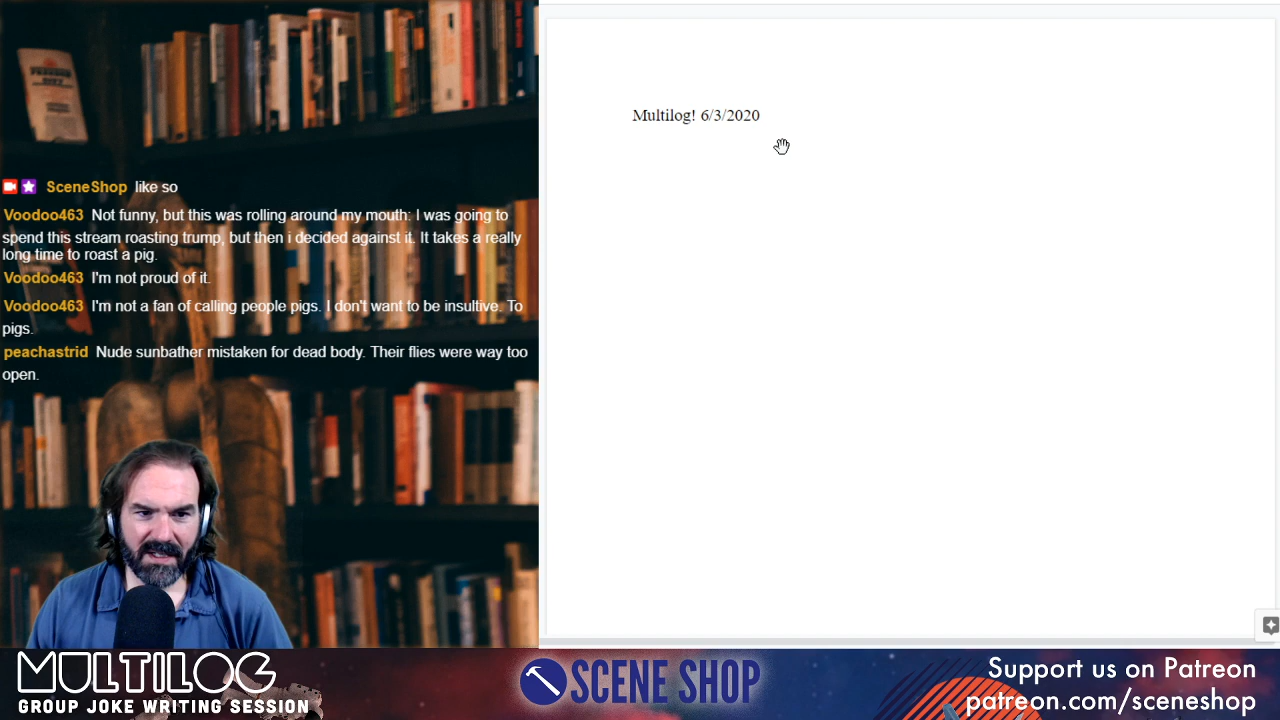 Multilog! 6/3/2020
SceneShop like so
Voodoo463 Not funny, but this was rolling around my mouth: I was going to
spend this stream roasting trump, but then i decided against it. It takes a really
long time to roast a pig.
Voodoo463 I'm not proud of it.
Voodoo463 I'm not a fan of calling people pigs. I don't want to be insultive. To
pigs.
peachastrid Nude sunbather mistaken for dead body. Their flies were way too
open.
MULTILOG
GROUP JOKE WRITING SESSION
SCENE SHOP
Support us on Patreon
patreon.com/sceneshop